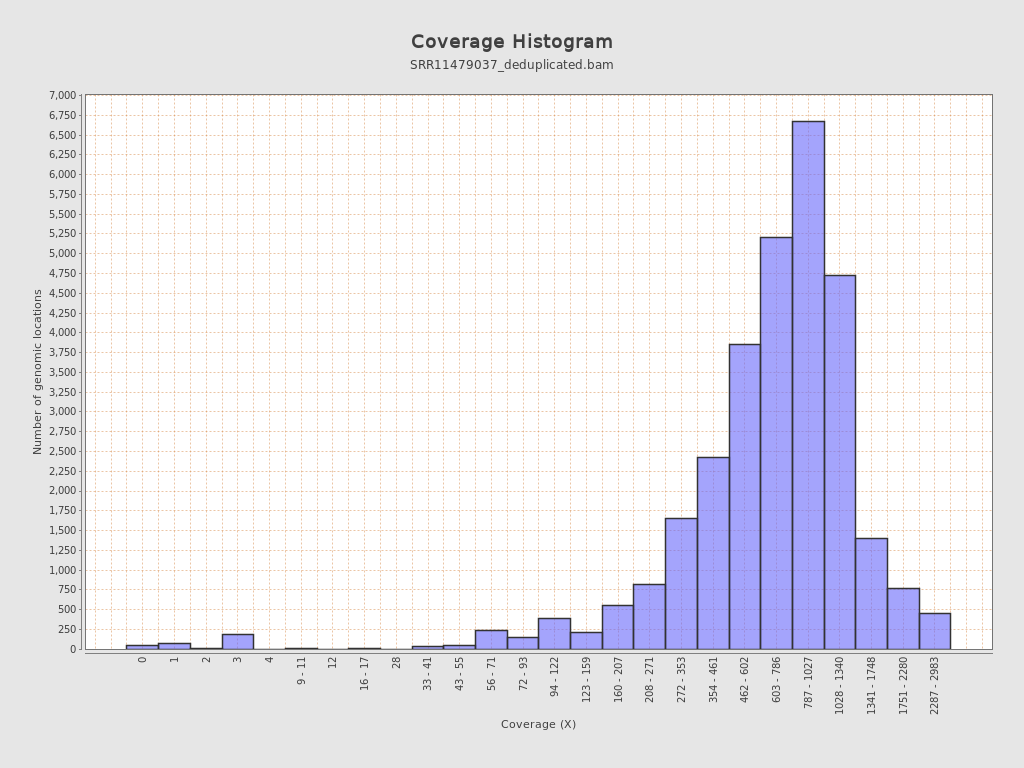 Coverage Histogram
SRR11479037_deduplicated.bam
Number of genomic locations
7,000
6,750
6,500
6,250
6,000
5,750
5,500
5,250
5,000
4,750
4,500
4,250
4,000
3,750
3,500
3,250
3,000
2,750
2,500
2,250
2,000
1,750
1,500
1,250
1,000
750
500
250
0
0
1
2
3
4
9 - 11
12
16 - 17
28
33 - 41
43 - 55
56 - 71
72 - 93
94 - 122
123 - 159
160 - 207
208 - 271
272 - 353
354 - 461
462 - 602
603 - 786
787 - 1027
1028 - 1340
1341 - 1748
1751 - 2280
2287 - 2983
Coverage (X)